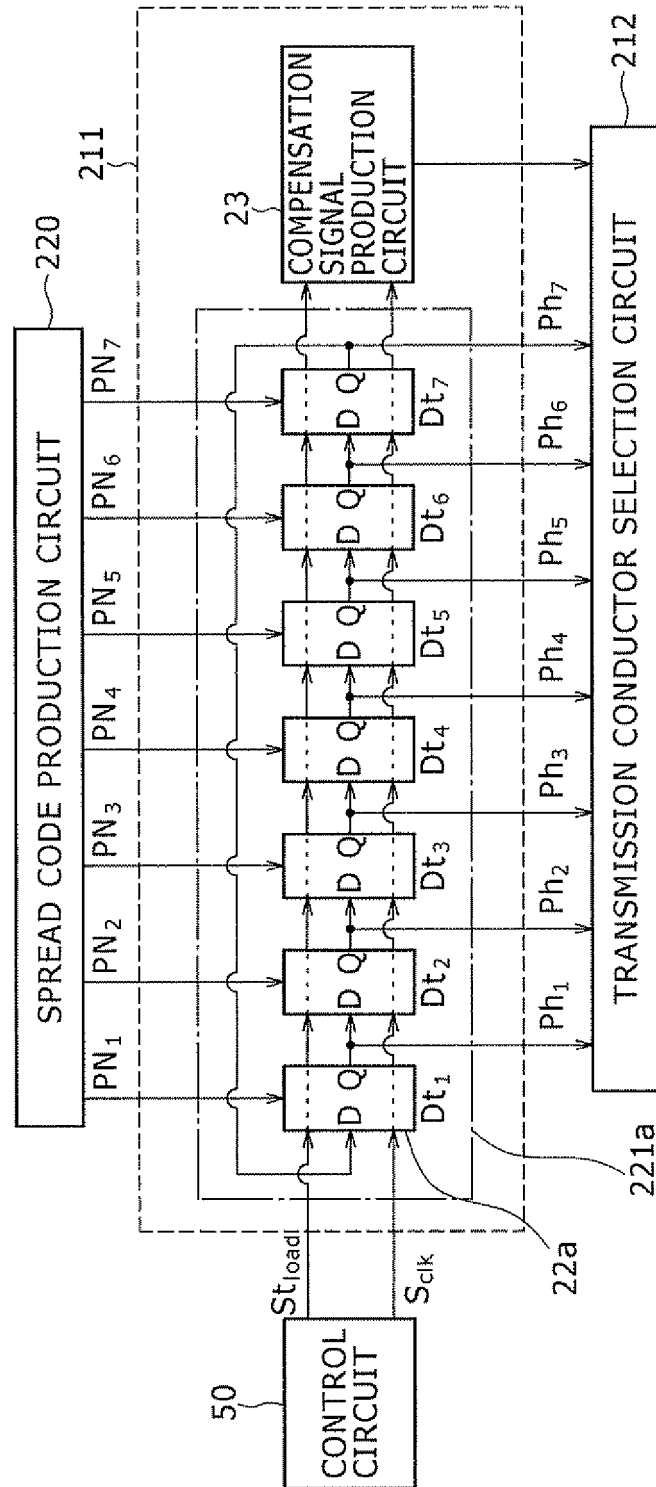 220
SPREAD CODE PRODUCTION CIRCUIT
211
PN₁ PN₂ PN₃ PN₄ PN₅ PN₆ PN₇
50
CONTROL
CIRCUIT
St_load
S_clk
D Q D Q D Q D Q D Q D Q D Q
Dt₁ Dt₂ Dt₃ Dt₄ Dt₅ Dt₆ Dt₇
23
COMPENSATION
SIGNAL
PRODUCTION
CIRCUIT
22a
221a
Ph₁ Ph₂ Ph₃ Ph₄ Ph₅ Ph₆ Ph₇
212
TRANSMISSION CONDUCTOR SELECTION CIRCUIT